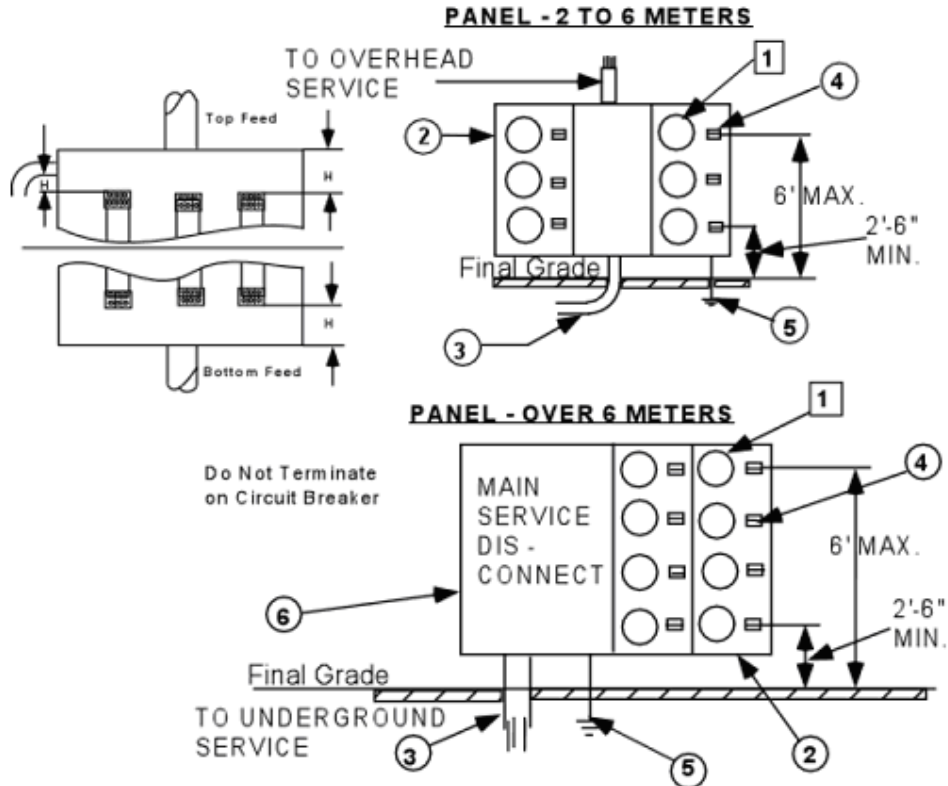 PANEL - 2 TO 6 METERS
TO OVERHEAD
SERVICE
1
4
Top Feed
2
H
H
6' MAX.
2'-6"
MIN.
Final Grade
3
5
H
Bottom Feed
PANEL - OVER 6 METERS
1
Do Not Terminate
on Circuit Breaker
4
MAIN
SERVICE
DIS -
CONNECT
6' MAX.
6
2'-6"
MIN.
Final Grade
TO UNDERGROUND
SERVICE
3
5
2